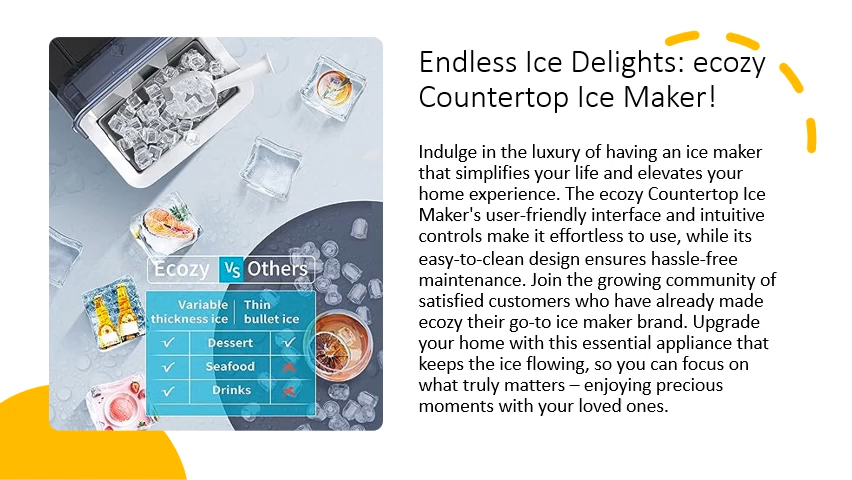 Endless Ice Delights: ecozy
Countertop Ice Maker!
Indulge in the luxury of having an ice maker
that simplifies your life and elevates your
home experience. The ecozy Countertop Ice
Maker's user-friendly interface and intuitive
controls make it effortless to use, while its
easy-to-clean design ensures hassle-free
maintenance. Join the growing community of
satisfied customers who have already made
ecozy their go-to ice maker brand. Upgrade
your home with this essential appliance that
keeps the ice flowing, so you can focus on
what truly matters – enjoying precious
moments with your loved ones.
Ecozy VS Others
Variable Thin
thickness ice bullet ice
Dessert
Seafood
Drinks